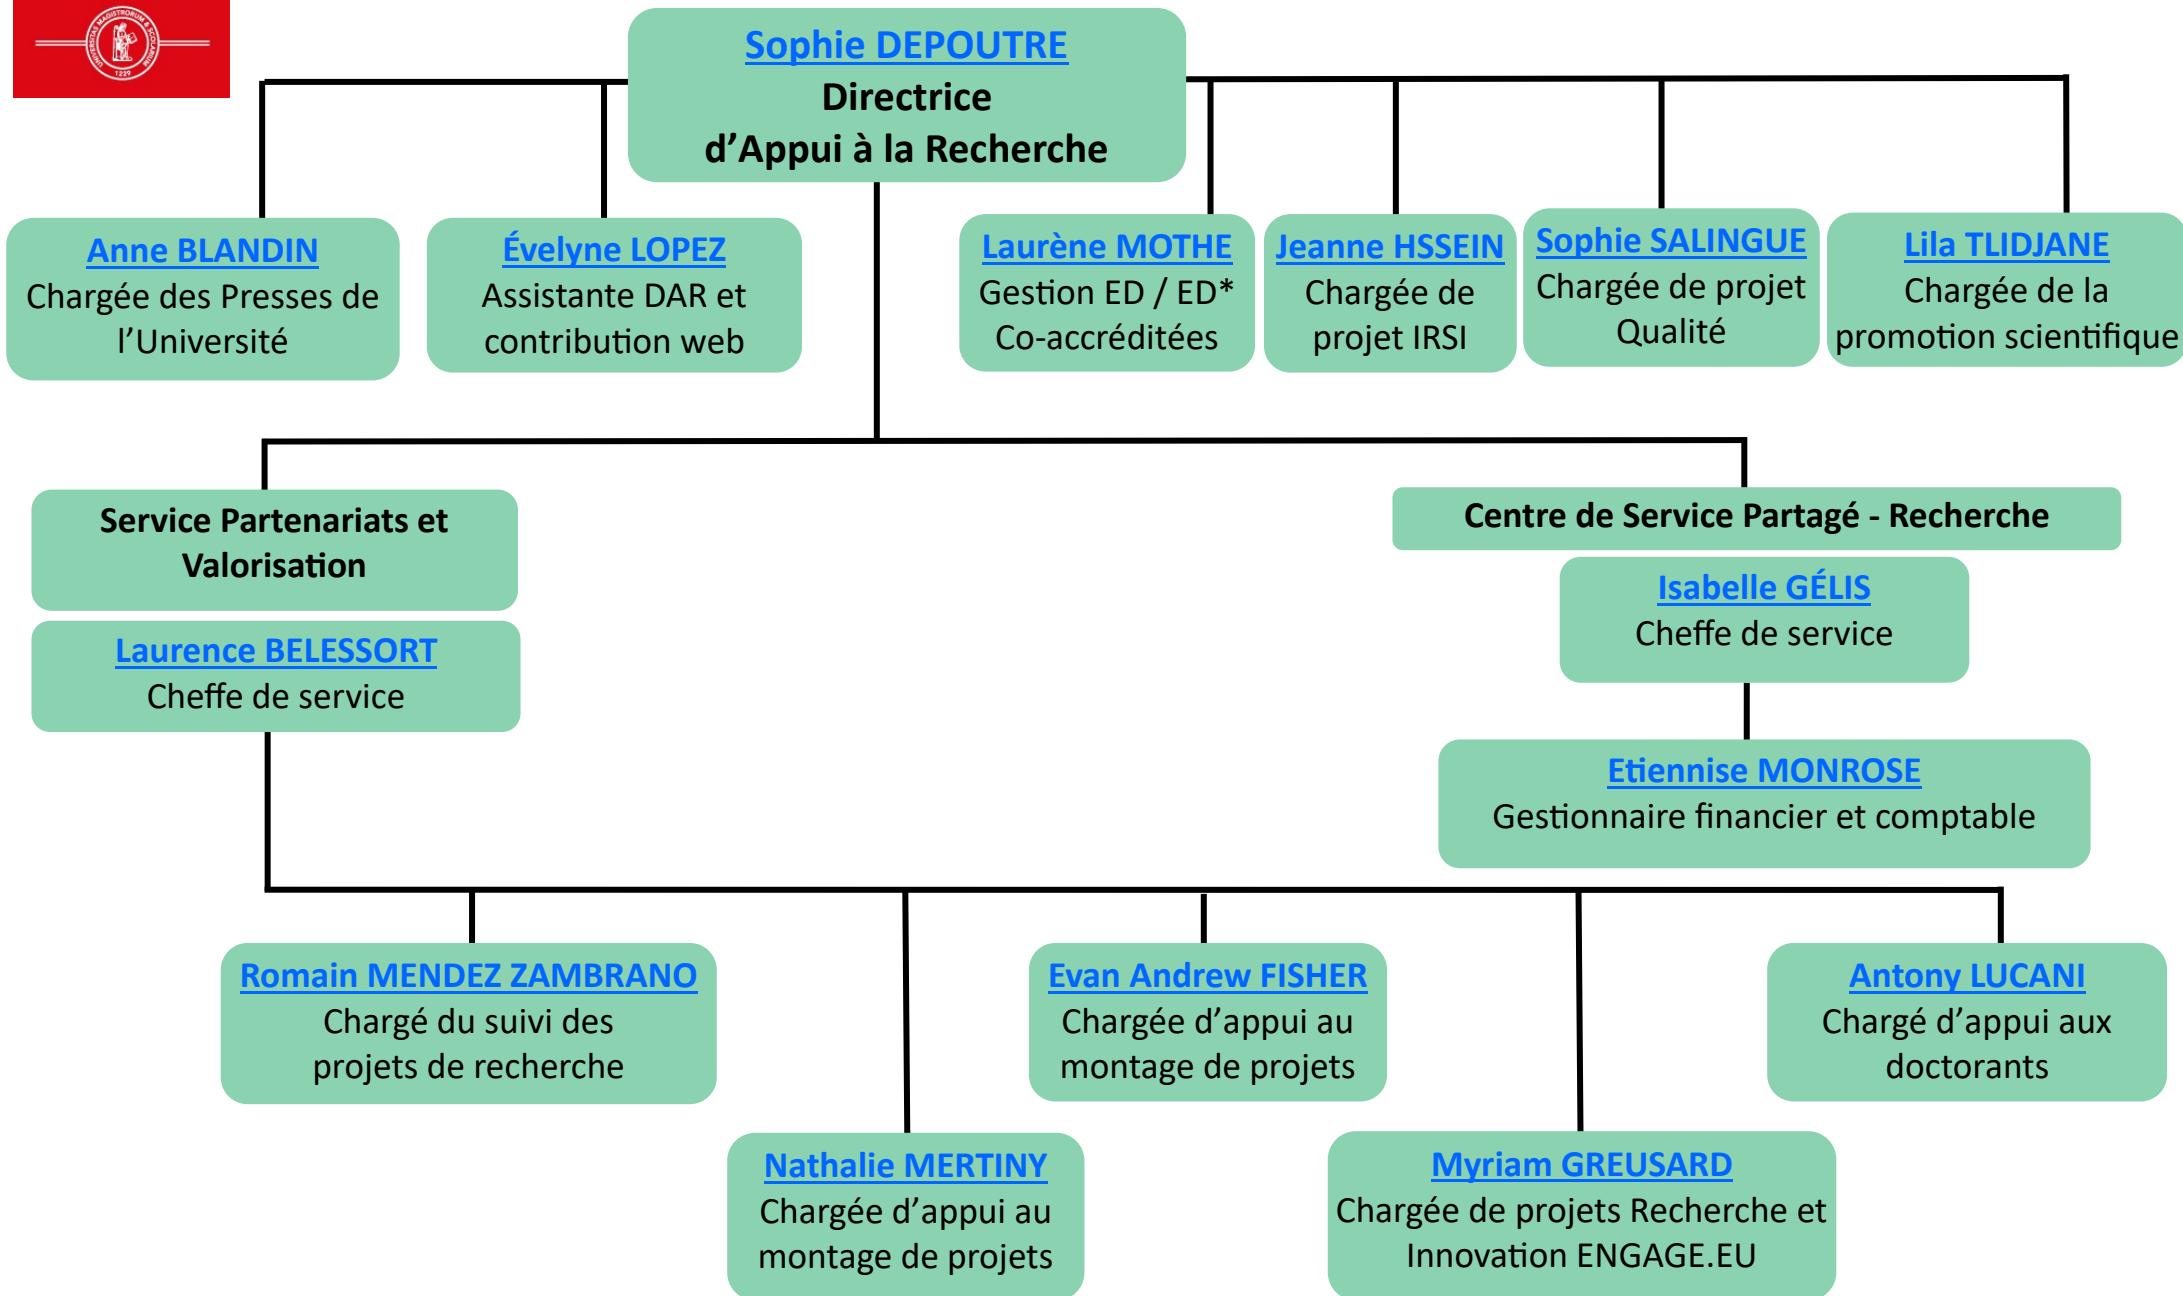 UNIVERSITAS MAGISTRORUM & SCOLARIUM
1229
Sophie DEPOUTRE
Directrice
d’Appui à la Recherche
Anne BLANDIN
Chargée des Presses de
l’Université
Évelyne LOPEZ
Assistante DAR et
contribution web
Laurène MOTHE
Gestion ED / ED*
Co-accréditées
Jeanne HSSEIN
Chargée de
projet IRSI
Sophie SALINGUE
Chargée de projet
Qualité
Lila TLIDJANE
Chargée de la
promotion scientifique
Service Partenariats et
Valorisation
Laurence BELESSORT
Cheffe de service
Centre de Service Partagé - Recherche
Isabelle GÉLIS
Cheffe de service
Etiennise MONROSE
Gestionnaire financier et comptable
Romain MENDEZ ZAMBRANO
Chargé du suivi des
projets de recherche
Evan Andrew FISHER
Chargée d’appui au
montage de projets
Antony LUCANI
Chargé d’appui aux
doctorants
Nathalie MERTINY
Chargée d’appui au
montage de projets
Myriam GREUSARD
Chargée de projets Recherche et
Innovation ENGAGE.EU